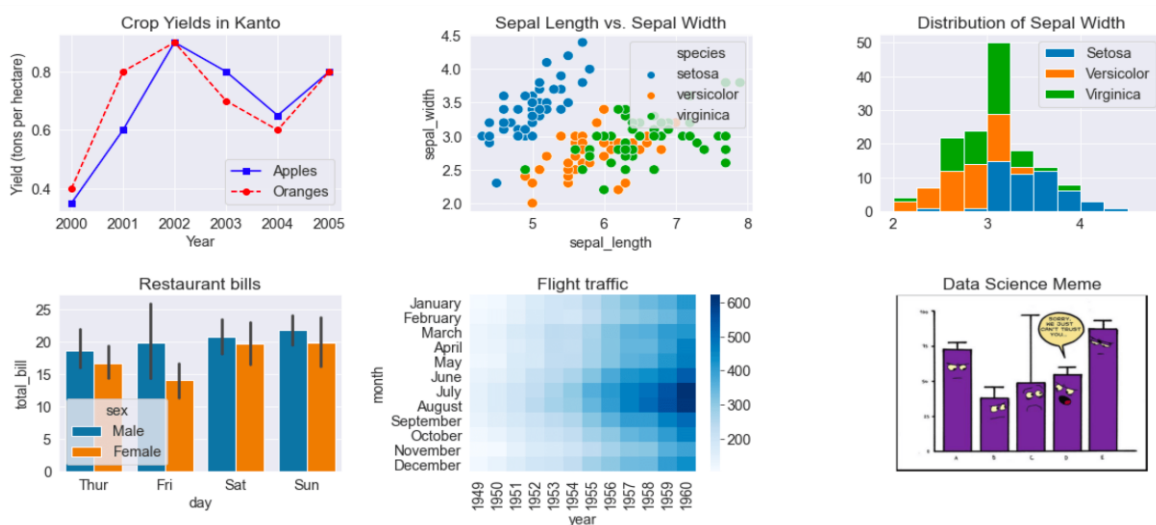 Crop Yields in Kanto
Yield (tons per hectare)
0.8
0.6
0.4
Apples
Oranges
2000 2001 2002 2003 2004 2005
Year
Sepal Length vs. Sepal Width
sepal_width
4.5
4.0
3.5
3.0
2.5
2.0
species
setosa
versicolor
virginica
5 6 7 8
sepal_length
Distribution of Sepal Width
50
40
30
20
10
0
Setosa
Versicolor
Virginica
2 3 4
Restaurant bills
total_bill
25
20
15
10
5
0
sex
Male
Female
Thur Fri Sat Sun
day
Flight traffic
month
January
February
March
April
May
June
July
August
September
October
November
December
1949 1950 1951 1952 1953 1954 1955 1956 1957 1958 1959 1960
year
600
500
400
300
200
Data Science Meme
SORRY,
WE JUST
CAN'T TRUST
YOU...